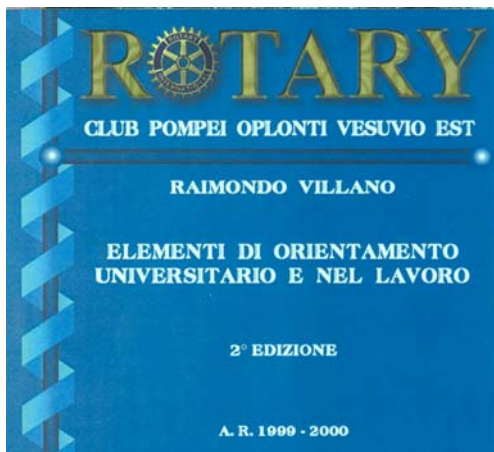 ROTARY
CLUB POMPEI OPLONTI VESUVIO EST
RAIMONDO VILLANO
ELEMENTI DI ORIENTAMENTO
UNIVERSITARIO E NEL LAVORO
2° EDIZIONE
A. R. 1999 - 2000